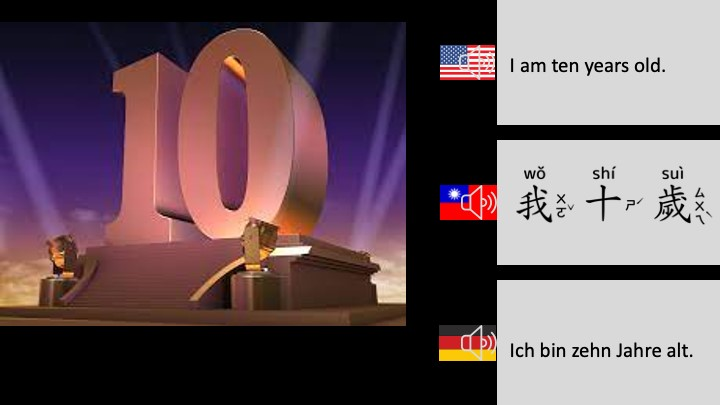 10
I am ten years old.
wǒ shí suì
我ㄨㄛˇ 十ㄕˊ 歲ㄙㄨㄟˋ
Ich bin zehn Jahre alt.